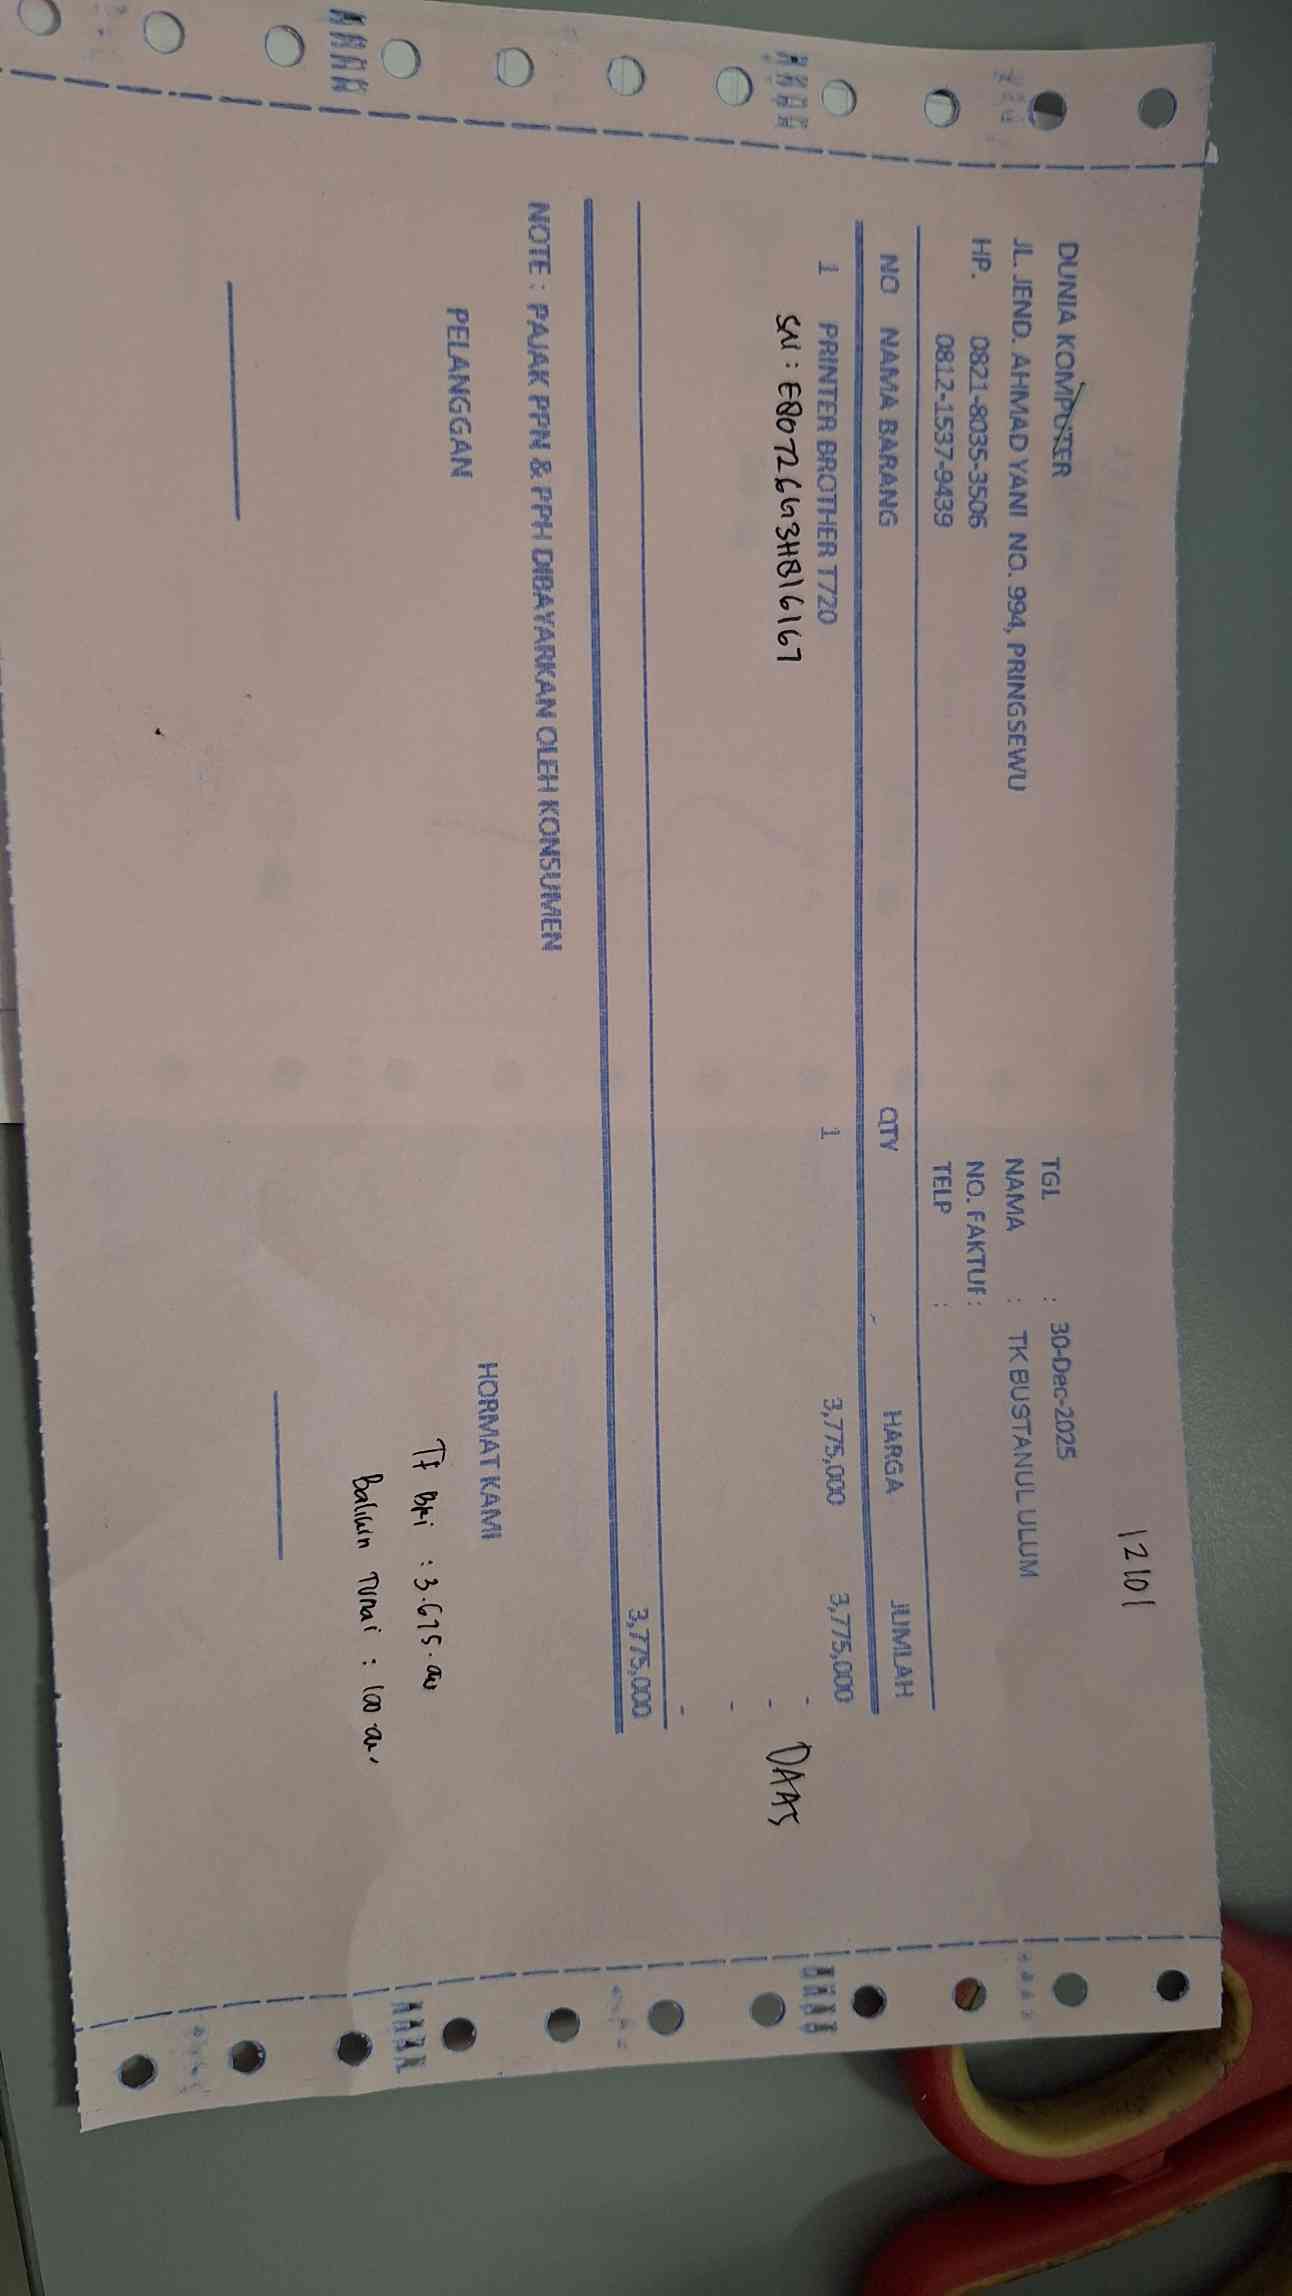 12101
DUNIA KOMPUTER
JL. JEND. AHMAD YANI NO. 994, PRINGSEWU
HP. 0821-8035-3506
0812-1537-9439
TGL : 30-Dec-2025
NAMA : TK BUSTANUL ULUM
NO. FAKTUF :
TELP :
NO NAMA BARANG QTY HARGA JUMLAH
1 PRINTER BROTHER T720 1 3,775,000 3,775,000
-
SN : E80726G3H816167 -
DAAS
-
-
3,775,000
NOTE : PAJAK PPN & PPH DIBAYARKAN OLEH KONSUMEN
PELANGGAN HORMAT KAMI
Tf Bri : 3.675.000
Tunai : 100.000